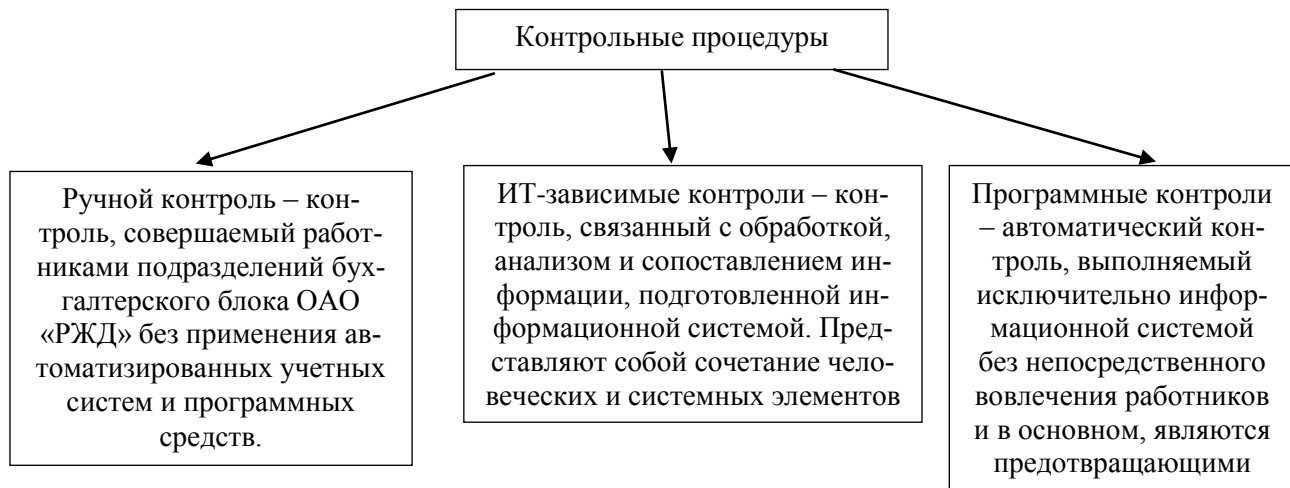 Контрольные процедуры
Ручной контроль – кон-
троль, совершаемый работ-
никами подразделений бух-
галтерского блока ОАО
«РЖД» без применения ав-
томатизированных учетных
систем и программных
средств.
ИТ-зависимые контроли – кон-
троль, связанный с обработкой,
анализом и сопоставлением ин-
формации, подготовленной ин-
формационной системой. Пред-
ставляют собой сочетание чело-
веческих и системных элементов
Программные контроли
– автоматический кон-
троль, выполняемый
исключительно инфор-
мационной системой
без непосредственного
вовлечения работников
и в основном, являются
предотвращающими